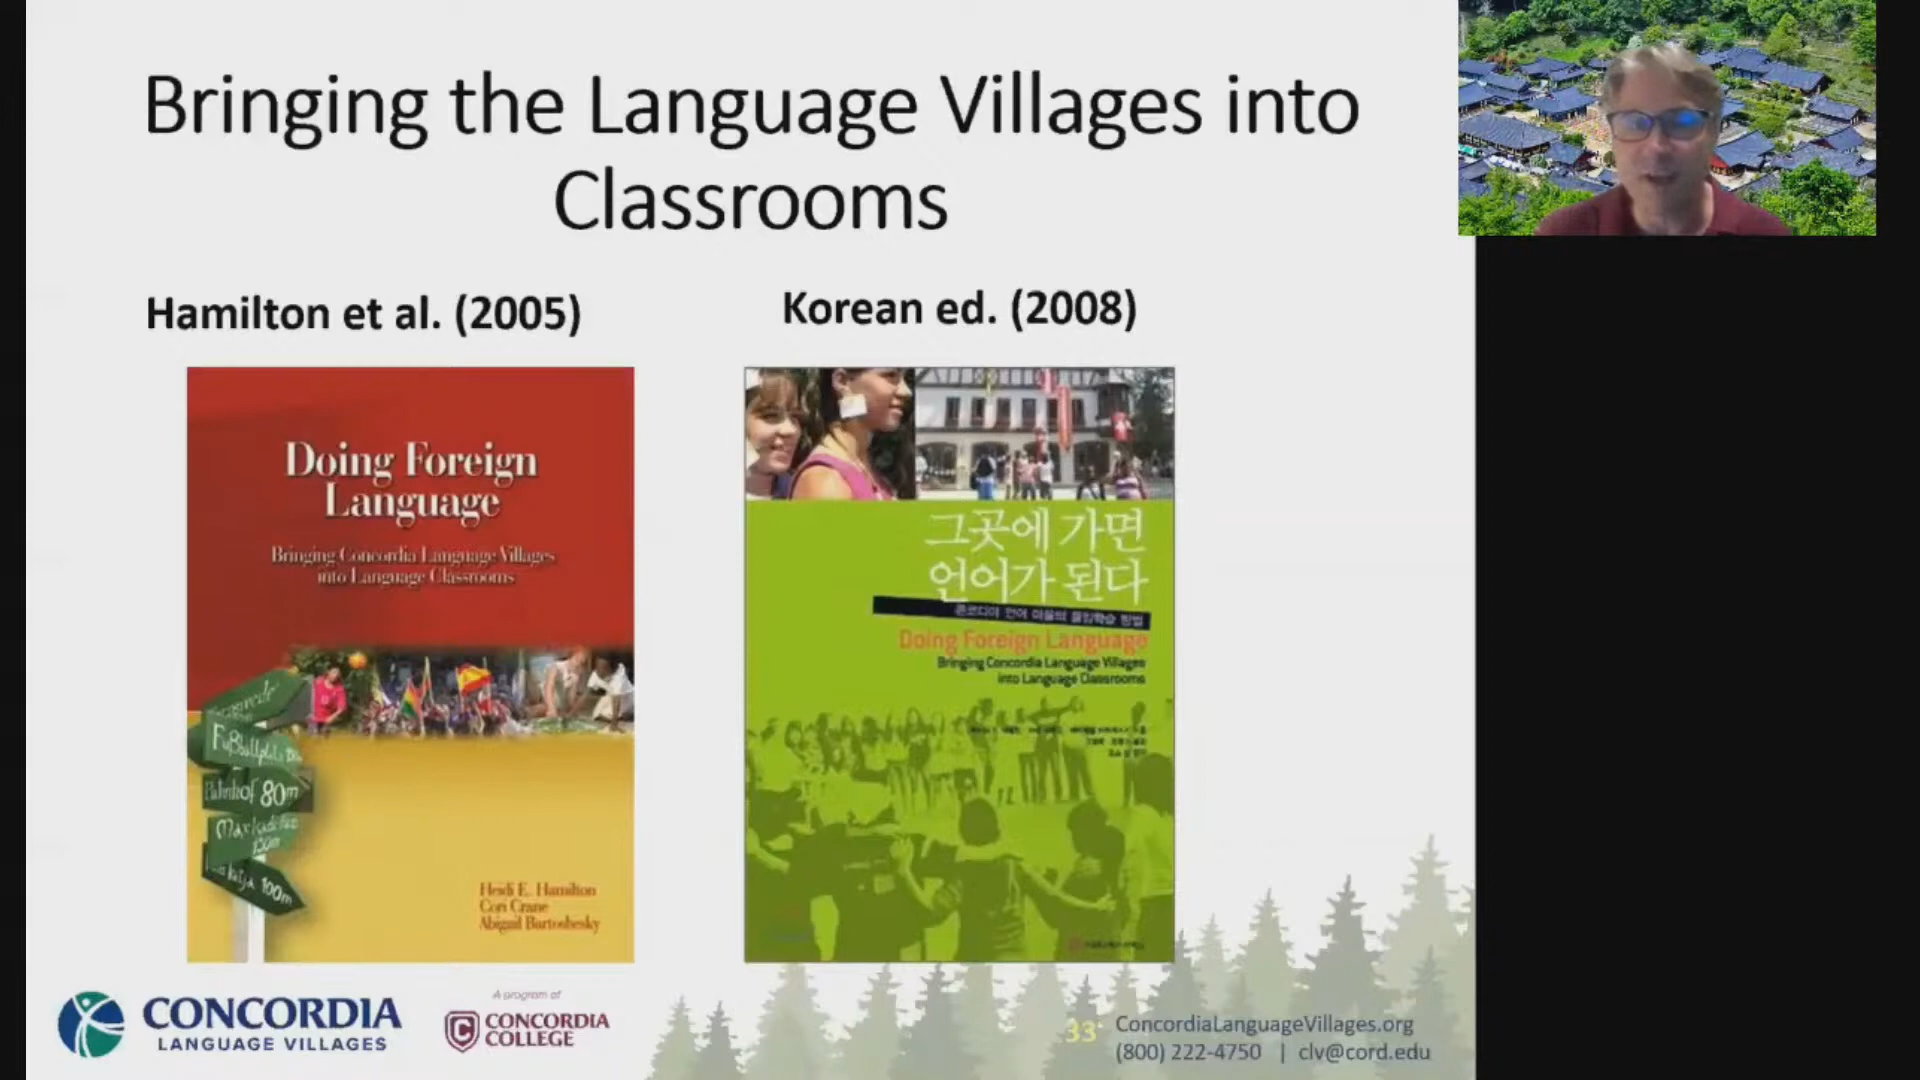 Bringing the Language Villages into
Classrooms
Hamilton et al. (2005)
Korean ed. (2008)
Doing Foreign
Language
Bringing Concordia Language Villages
into Language Classrooms
Fußballplatz
80m
100m
Heidi E. Hamilton
Cori Crane
Abigail Bartoshesky
그곳에 가면
언어가 된다
콘코디아 언어 마을의 몰입학습 방법
Doing Foreign Language
Bringing Concordia Language Villages
into Language Classrooms
CONCORDIA
LANGUAGE VILLAGES
A program of
CONCORDIA
COLLEGE
33
ConcordiaLanguageVillages.org
(800) 222-4750 | clv@cord.edu